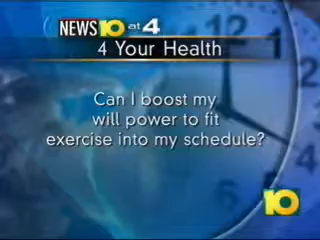 NEWS 10 at 4
4 Your Health
Can I boost my
will power to fit
exercise into my schedule?
10